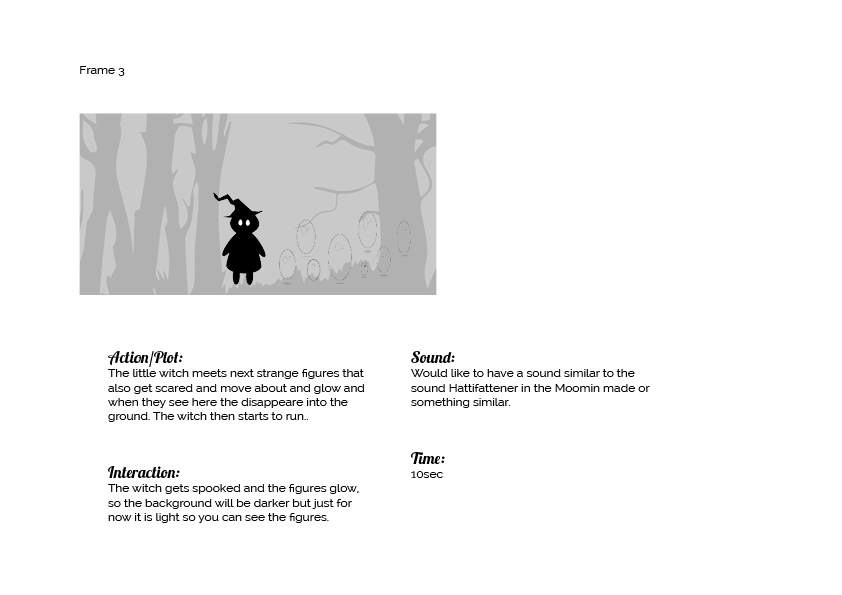 Frame 3
Action/Plot:
The little witch meets next strange figures that
also get scared and move about and glow and
when they see here the disappeare into the
ground. The witch then starts to run..
Interaction:
The witch gets spooked and the figures glow,
so the background will be darker but just for
now it is light so you can see the figures.
Sound:
Would like to have a sound similar to the
sound Hattifattener in the Moomin made or
something similar.
Time:
10sec